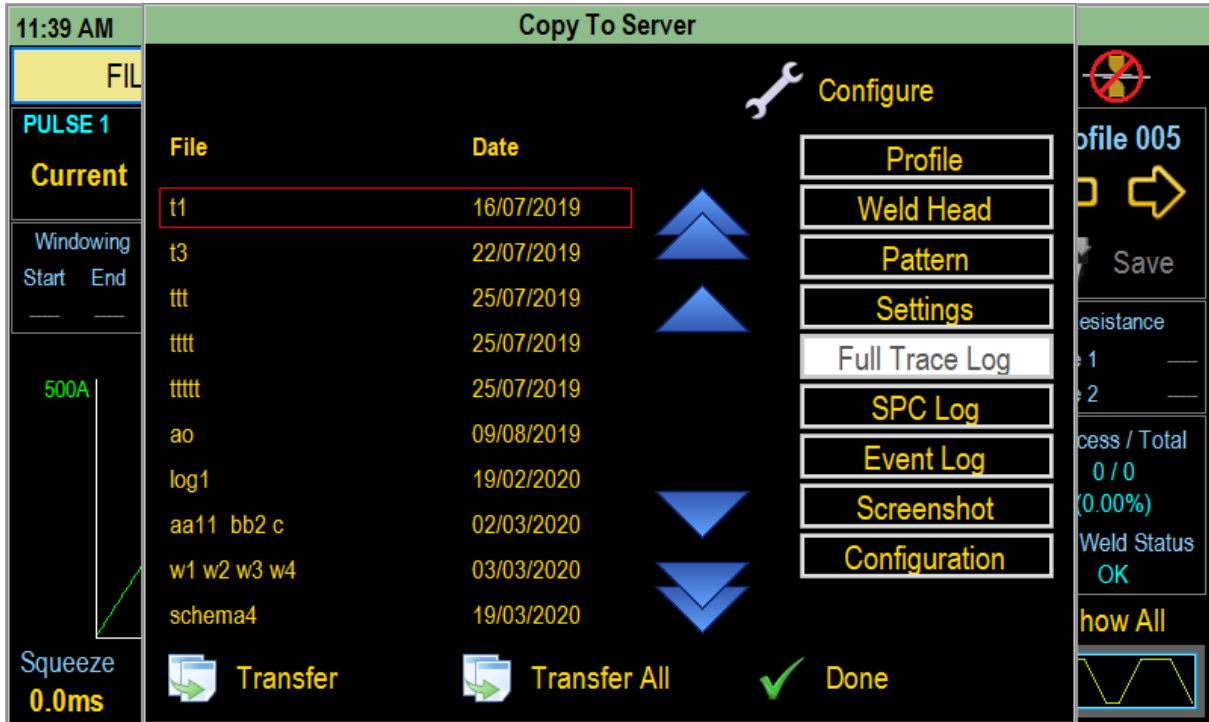 11:39 AM
Copy To Server
FIL
Configure
PULSE 1
Current
File Date
Profile
ofile 005
t1 16/07/2019
Weld Head
Windowing
Start End
t3 22/07/2019
Pattern
Save
ttt 25/07/2019
Settings
esistance
tttt 25/07/2019
Full Trace Log
1
500A
ttttt 25/07/2019
SPC Log
2
ao 09/08/2019
Event Log
cess / Total
0 / 0
(0.00%)
log1 19/02/2020
Screenshot
aa11 bb2 c 02/03/2020
Configuration
Weld Status
OK
w1 w2 w3 w4 03/03/2020
schema4 19/03/2020
how All
Squeeze
0.0ms
Transfer Transfer All Done